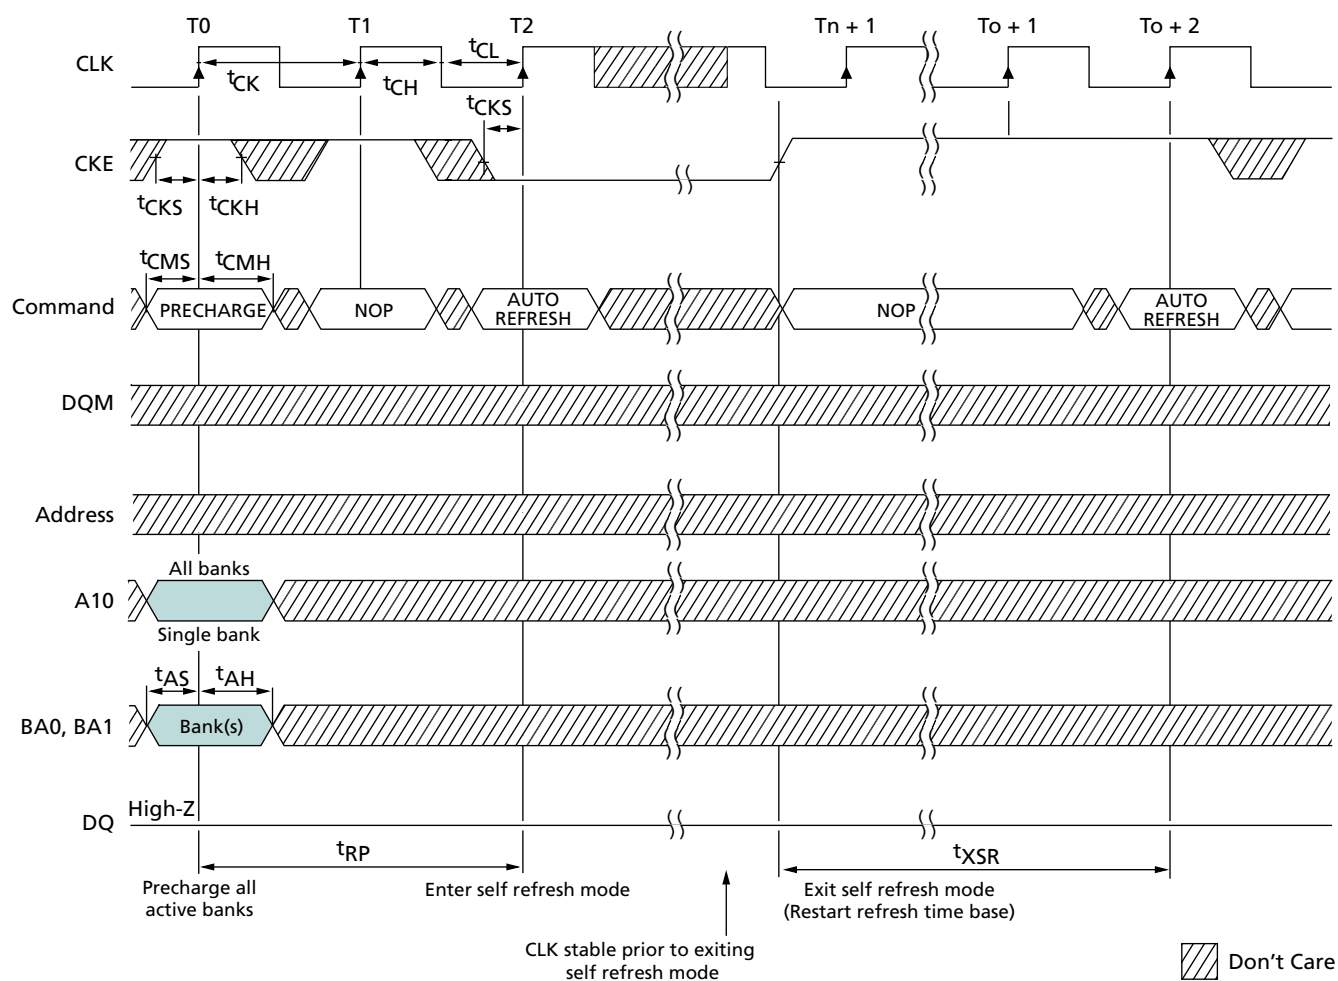 T0 T1 T2 Tn + 1 To + 1 To + 2
CLK
tCK
tCH
tCL
tCKS
CKE
tCKS
tCKH
tCMS
tCMH
Command
PRECHARGE
NOP
AUTO
REFRESH
NOP
AUTO
REFRESH
DQM
Address
All banks
A10
Single bank
tAS
tAH
BA0, BA1
Bank(s)
High-Z
DQ
tRP
tXSR
Precharge all
active banks
Enter self refresh mode
Exit self refresh mode
(Restart refresh time base)
CLK stable prior to exiting
self refresh mode
Don't Care